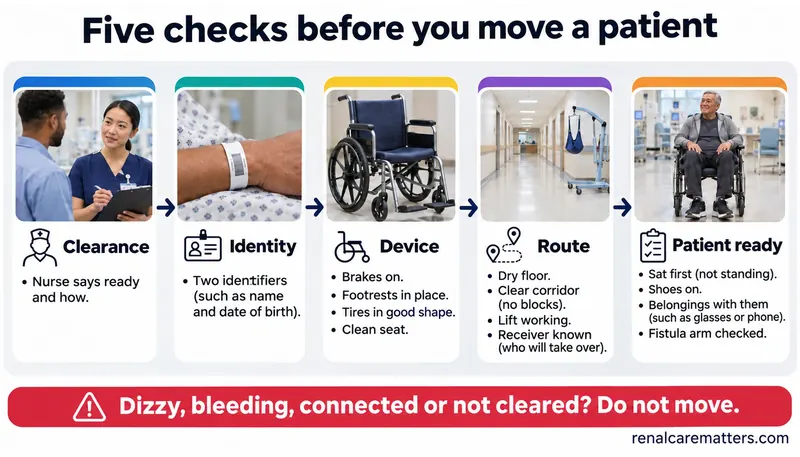 Five checks before you move a patient
Clearance
• Nurse says ready
and how.
Identity
• Two identifiers
(such as name
and date of birth).
Device
• Brakes on.
• Footrests in place.
• Tires in good shape.
• Clean seat.
Route
• Dry floor.
• Clear corridor
(no blocks).
• Lift working.
• Receiver known
(who will take over).
Patient ready
• Sat first (not standing).
• Shoes on.
• Belongings with them
(such as glasses or phone).
• Fistula arm checked.
Dizzy, bleeding, connected or not cleared? Do not move.
renalcarematters.com